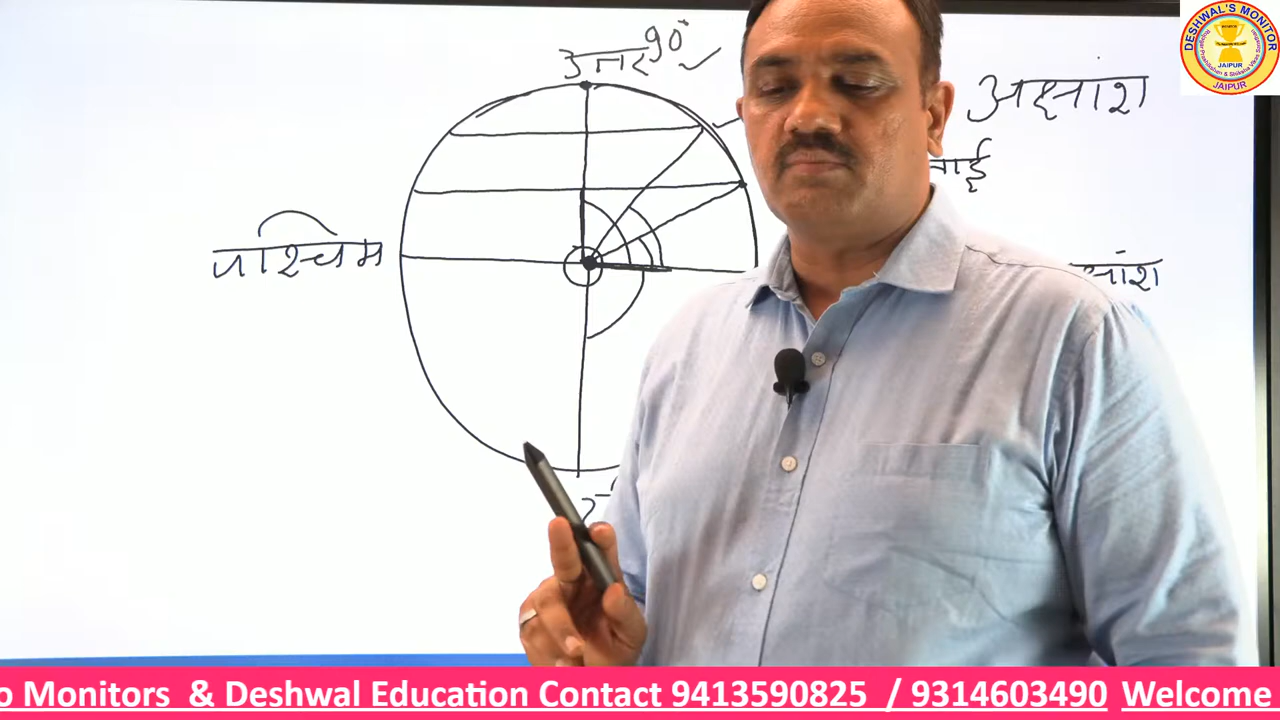 DESHWAL'S MONITOR
JAIPUR
JAIPUR
उत्तर 90° ✓
अक्षांश
पश्चिम
o Monitors & Deshwal Education Contact 9413590825 / 9314603490 Welcome